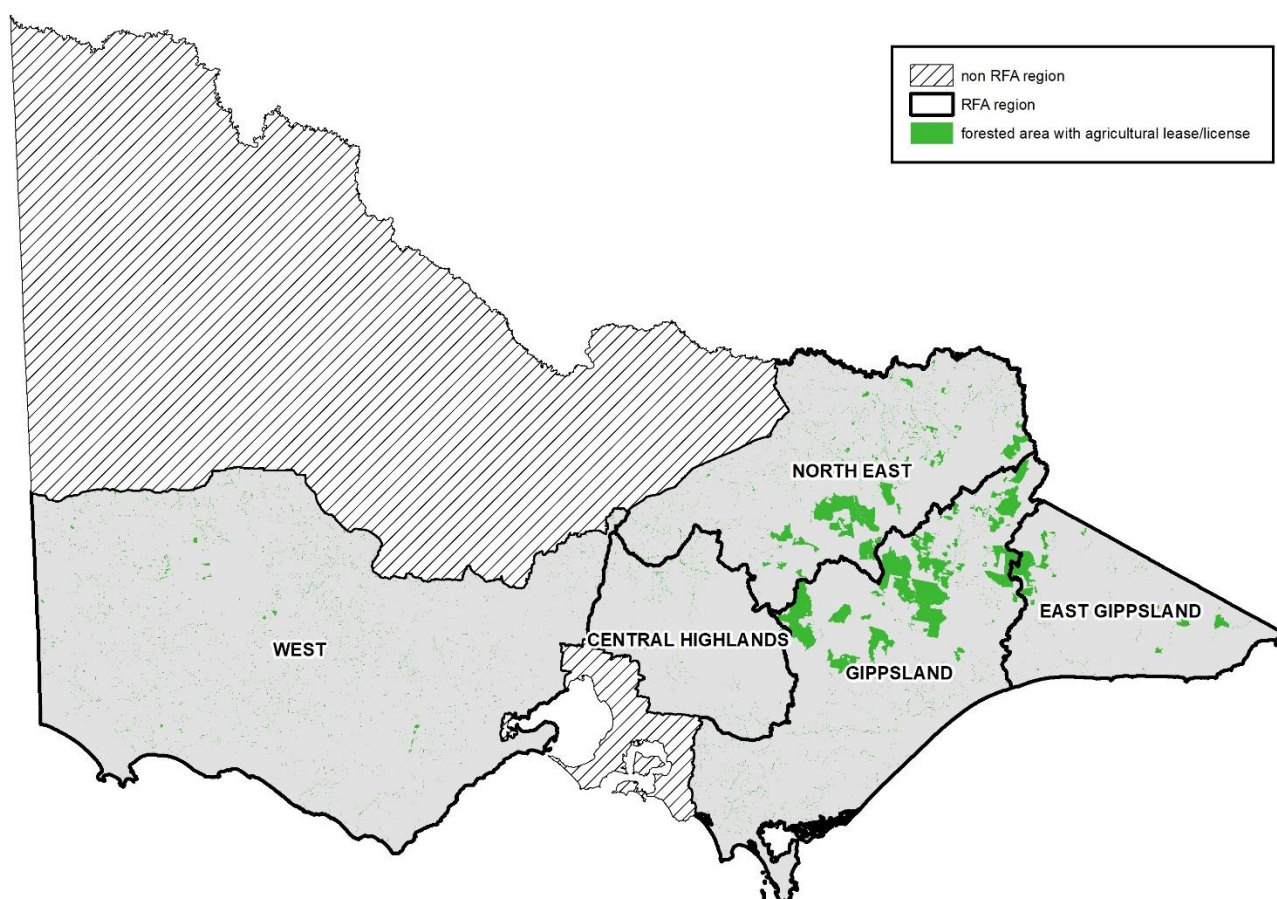 non RFA region
RFA region
forested area with agricultural lease/license
NORTH EAST
EAST GIPPSLAND
CENTRAL HIGHLANDS
WEST
GIPPSLAND